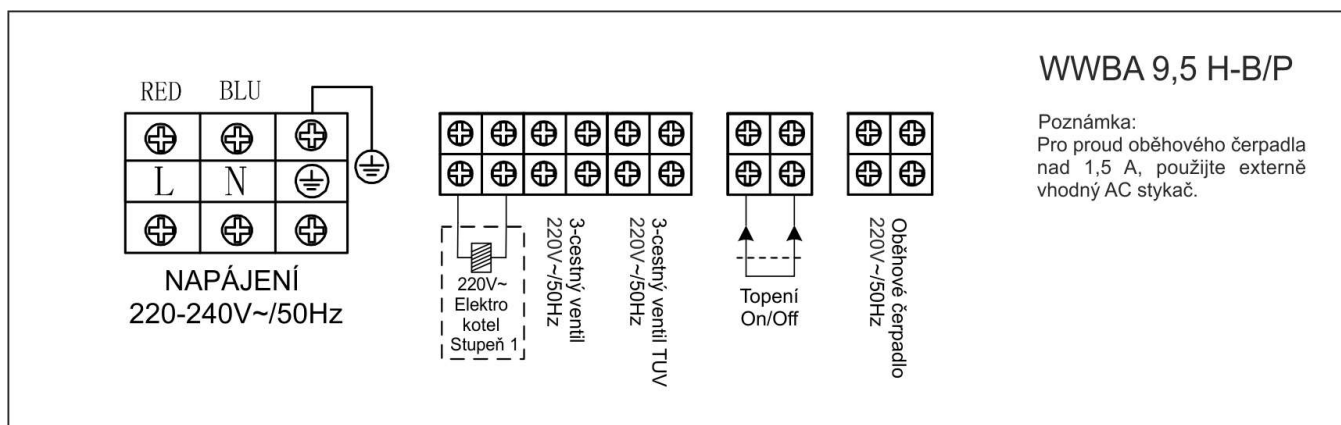 RED BLU
L N
NAPÁJENÍ
220-240V~/50Hz
220V~
Elektro
kotel
Stupeň 1
3-cestný ventil
220V~/50Hz
3-cestný ventil TUV
220V~/50Hz
Topení
On/Off
Oběhové čerpadlo
220V~/50Hz
WWBA 9,5 H-B/P
Poznámka:
Pro proud oběhového čerpadla
nad 1,5 A, použijte externě
vhodný AC stykač.